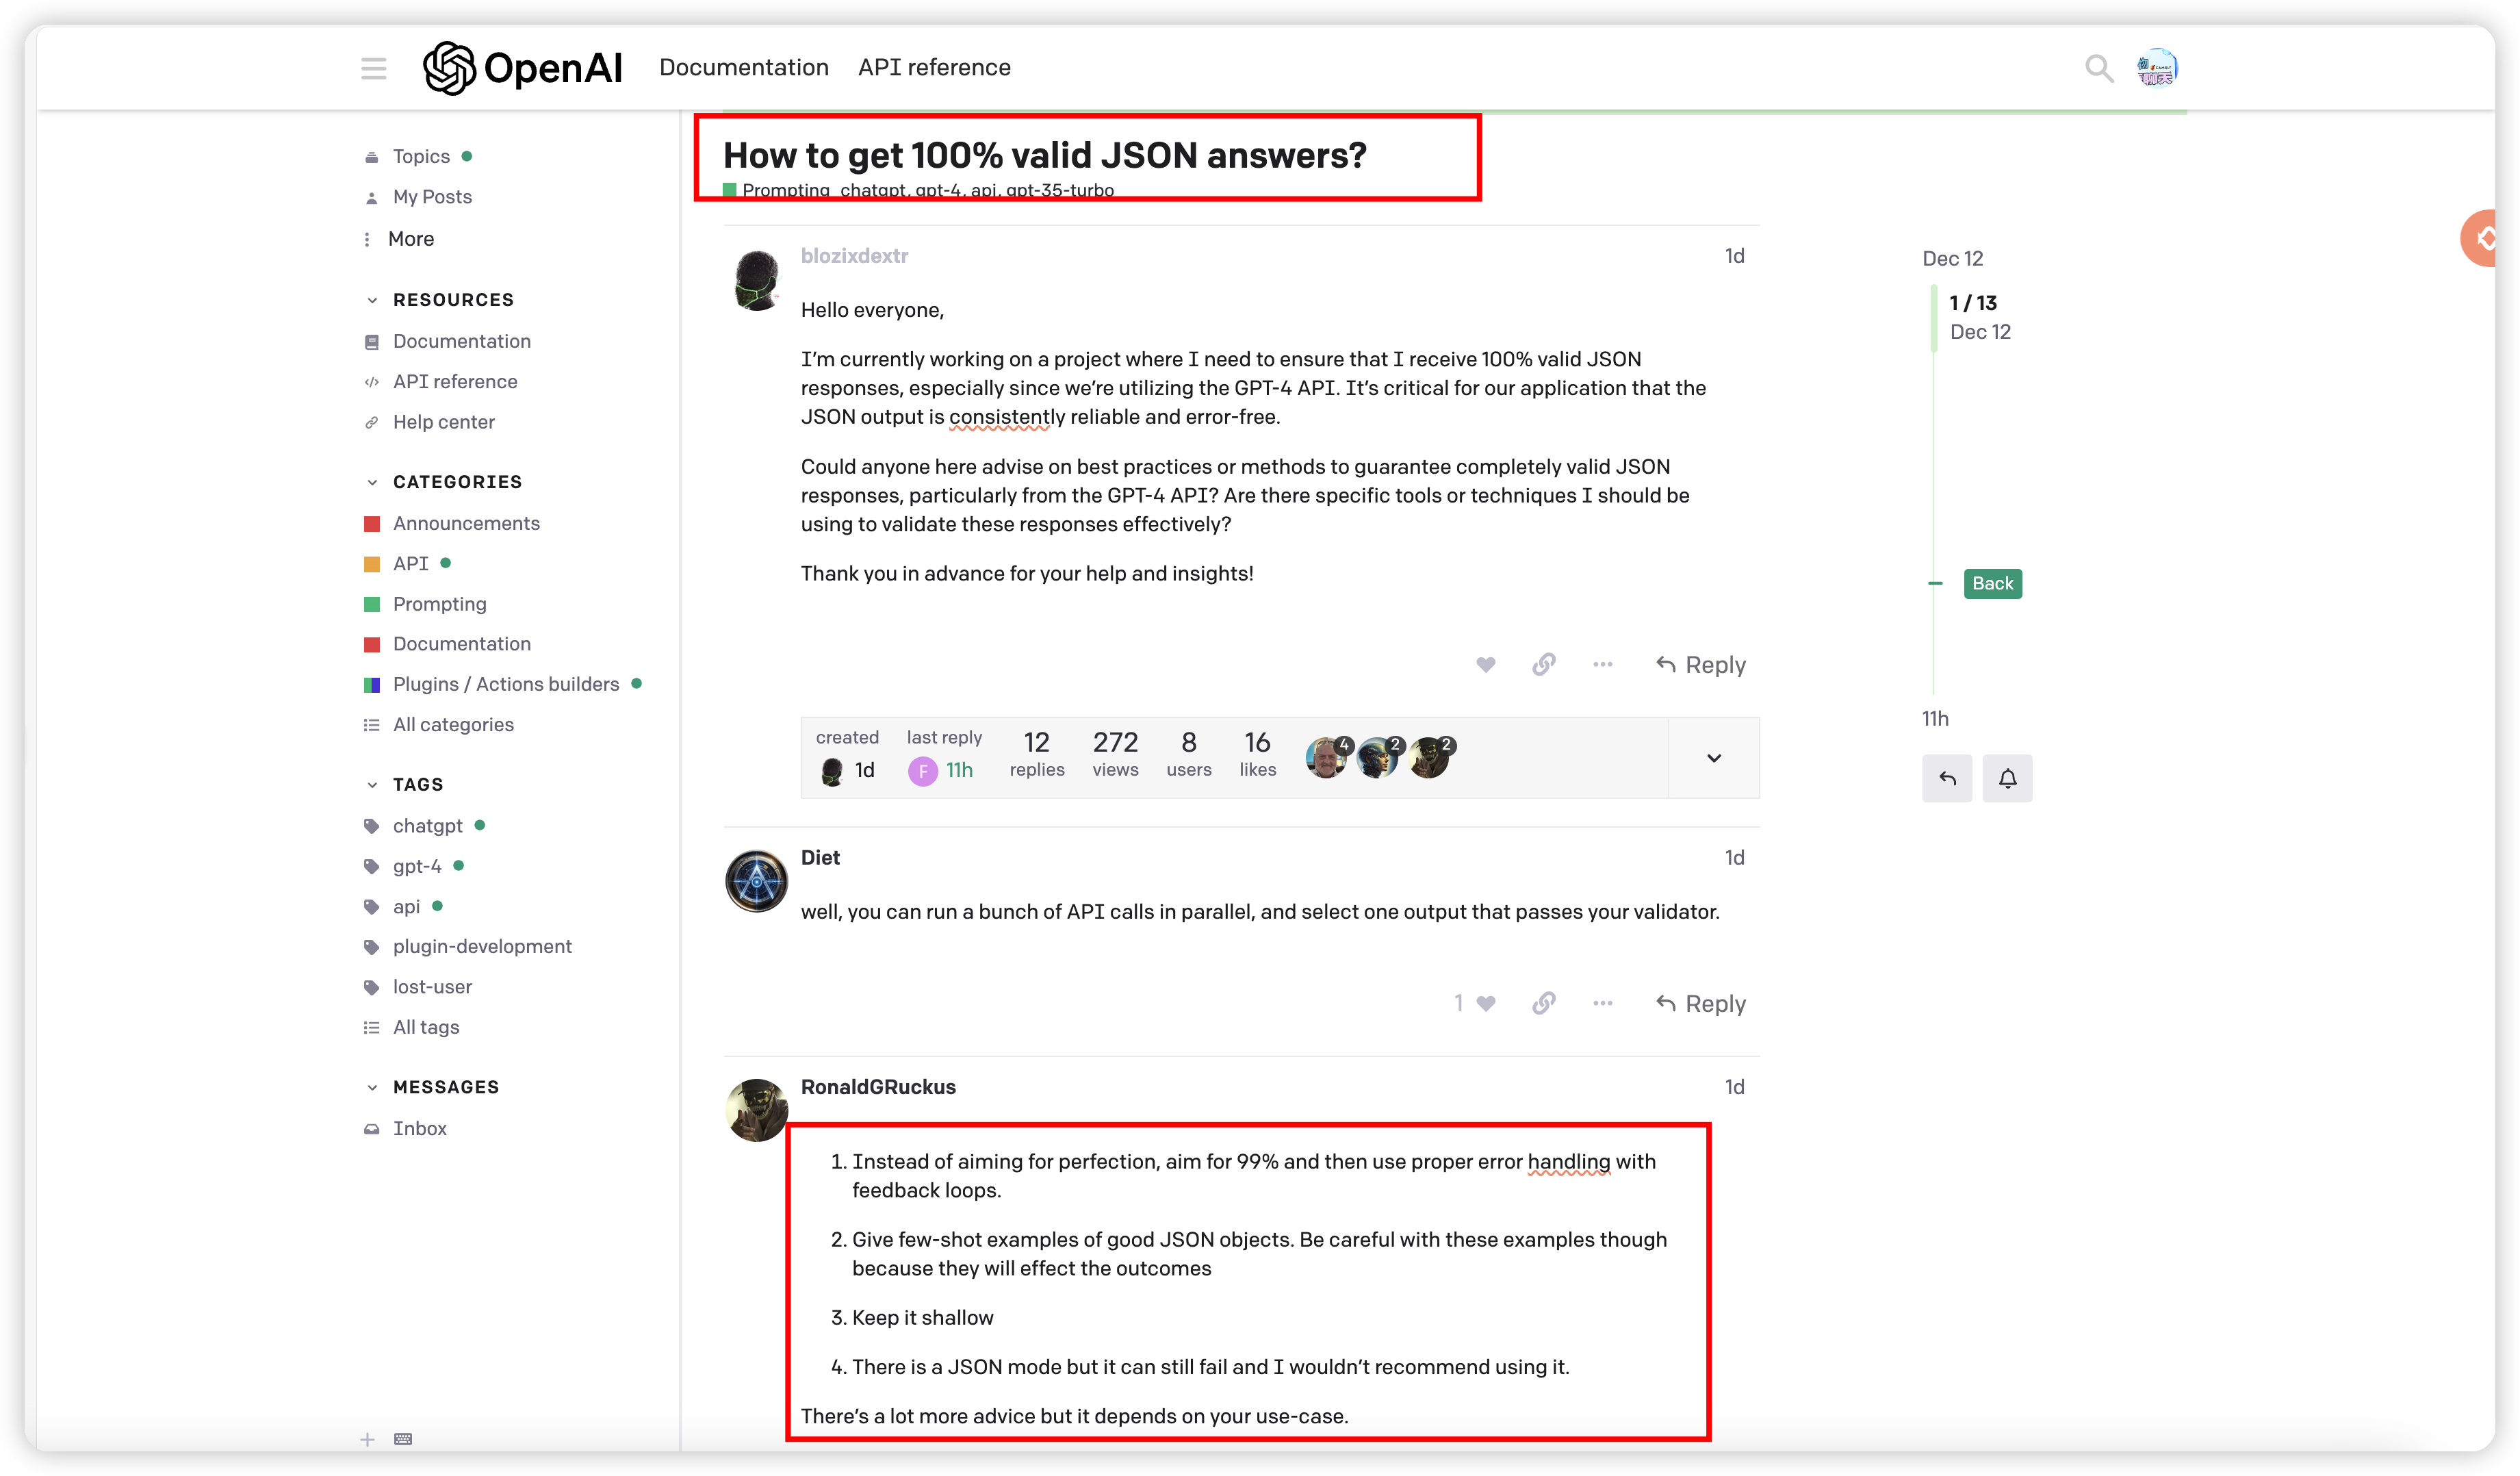 OpenAI
Documentation
API reference
Topics
My Posts
More
RESOURCES
Documentation
API reference
Help center
CATEGORIES
Announcements
API
Prompting
Documentation
Plugins / Actions builders
All categories
TAGS
chatgpt
gpt-4
api
plugin-development
lost-user
All tags
MESSAGES
Inbox
How to get 100% valid JSON answers?
Prompting chatgpt, gpt-4, api, gpt-35-turbo
blozixdextr 1d
Hello everyone,
I’m currently working on a project where I need to ensure that I receive 100% valid JSON
responses, especially since we’re utilizing the GPT-4 API. It’s critical for our application that the
JSON output is consistently reliable and error-free.
Could anyone here advise on best practices or methods to guarantee completely valid JSON
responses, particularly from the GPT-4 API? Are there specific tools or techniques I should be
using to validate these responses effectively?
Thank you in advance for your help and insights!
Reply
created last reply 12 272 8 16 4 2 2
1d F 11h replies views users likes
Diet 1d
well, you can run a bunch of API calls in parallel, and select one output that passes your validator.
1 Reply
RonaldGRuckus 1d
1. Instead of aiming for perfection, aim for 99% and then use proper error handling with
feedback loops.
2. Give few-shot examples of good JSON objects. Be careful with these examples though
because they will effect the outcomes
3. Keep it shallow
4. There is a JSON mode but it can still fail and I wouldn’t recommend using it.
There’s a lot more advice but it depends on your use-case.
Dec 12
1 / 13
Dec 12
Back
11h
聊天